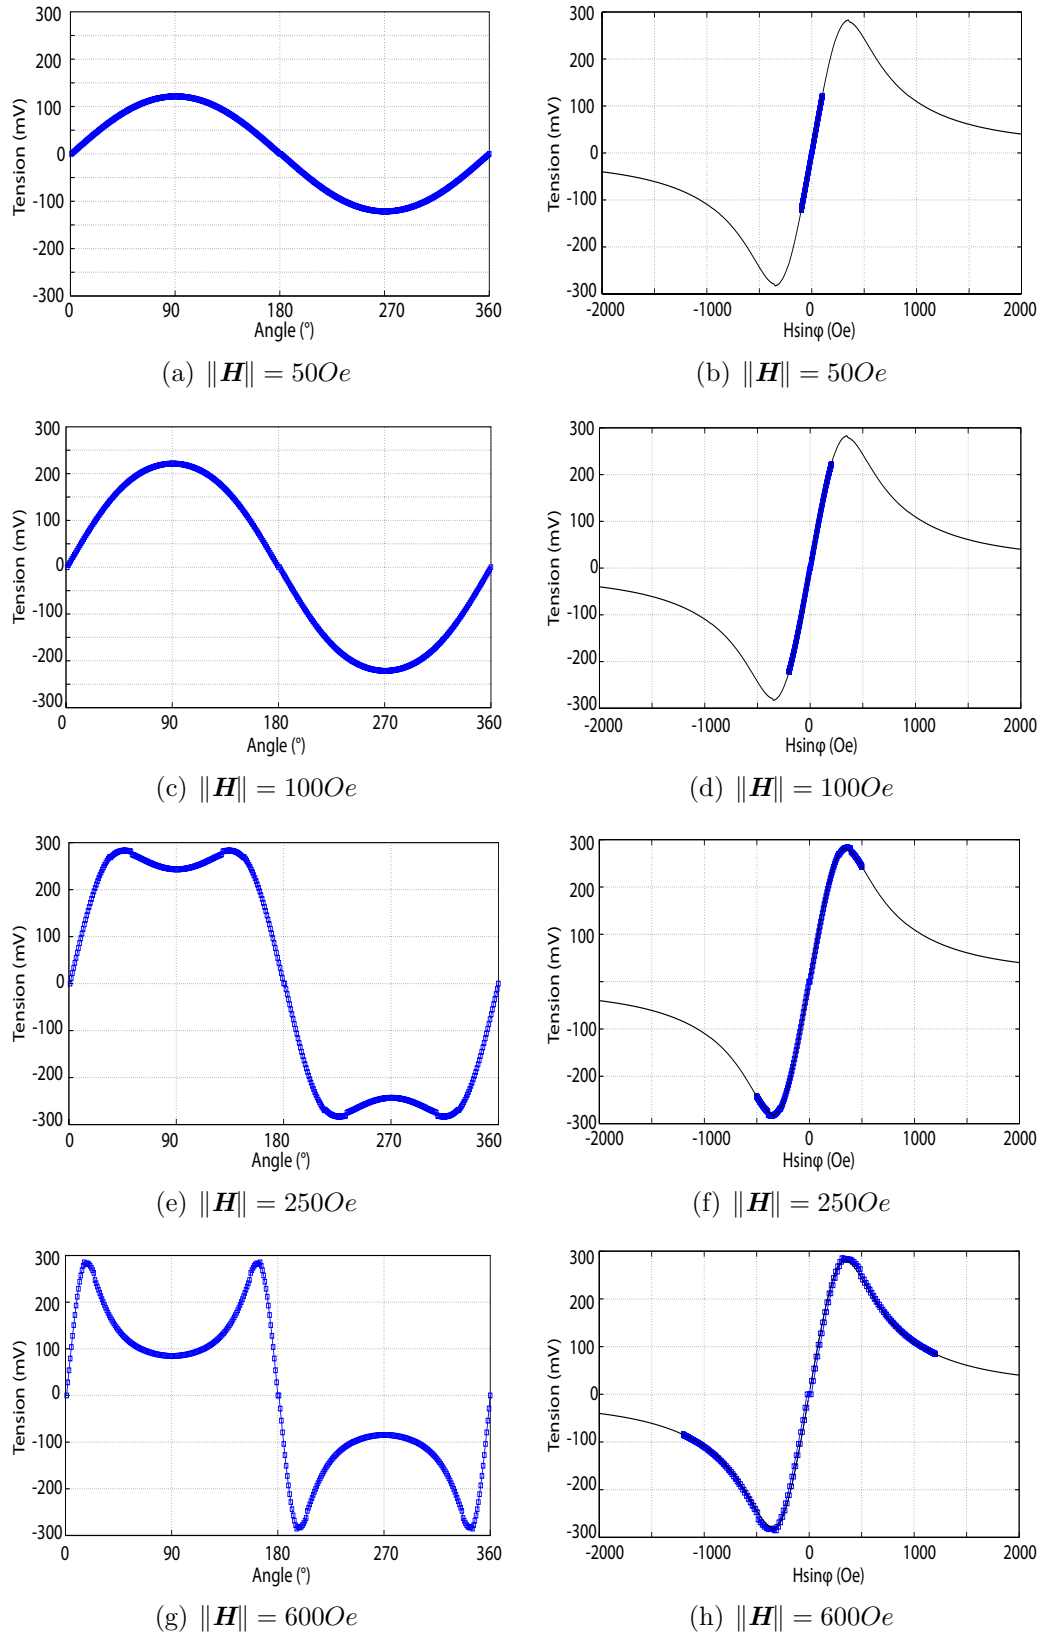 300
200
100
0
-100
-200
-300
0 90 180 270 360
Tension (mV)
Angle (°)
(a) ‖H‖ = 50Oe
300
200
100
0
-100
-200
-300
-2000 -1000 0 1000 2000
Tension (mV)
Hsinφ (Oe)
(b) ‖H‖ = 50Oe
300
200
100
0
-100
-200
-300
0 90 180 270 360
Tension (mV)
Angle (°)
(c) ‖H‖ = 100Oe
300
200
100
0
-100
-200
-300
-2000 -1000 0 1000 2000
Tension (mV)
Hsinφ (Oe)
(d) ‖H‖ = 100Oe
300
200
100
0
-100
-200
-300
0 90 180 270 360
Tension (mV)
Angle (°)
(e) ‖H‖ = 250Oe
300
200
100
0
-100
-200
-300
-2000 -1000 0 1000 2000
Tension (mV)
Hsinφ (Oe)
(f) ‖H‖ = 250Oe
300
200
100
0
-100
-200
-300
0 90 180 270 360
Tension (mV)
Angle (°)
(g) ‖H‖ = 600Oe
300
200
100
0
-100
-200
-300
-2000 -1000 0 1000 2000
Tension (mV)
Hsinφ (Oe)
(h) ‖H‖ = 600Oe